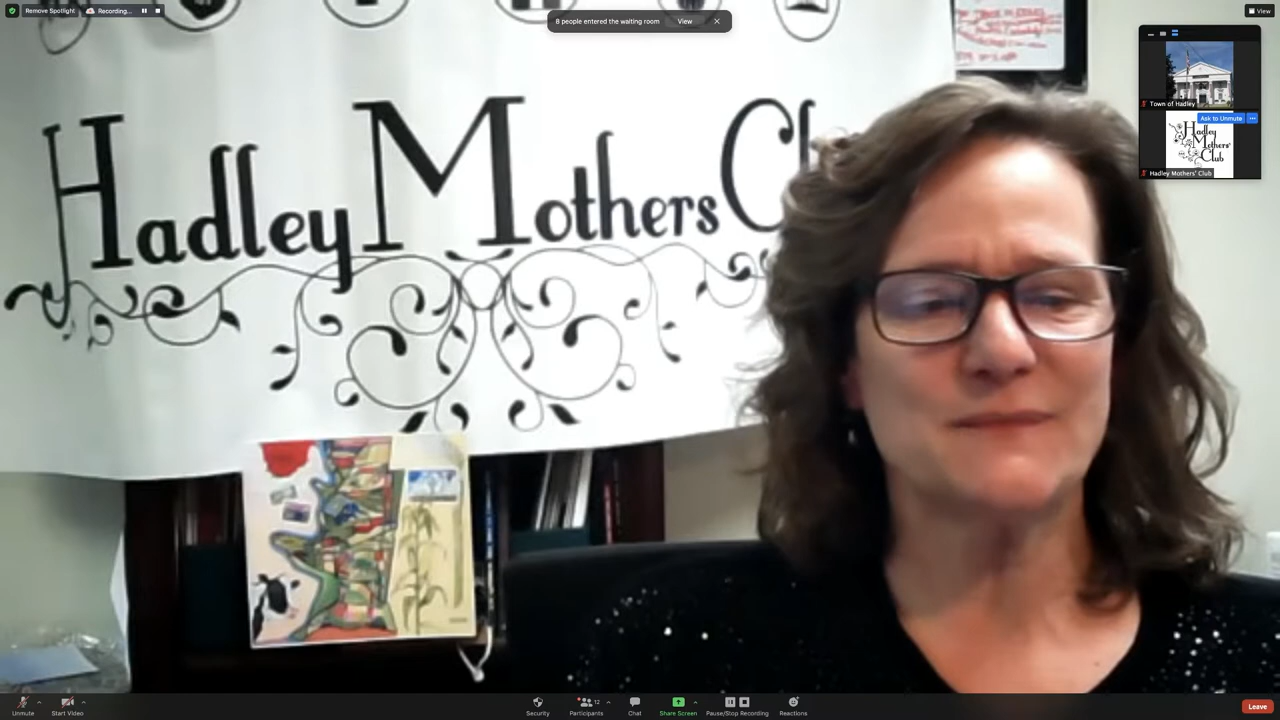 Remove Spotlight
Recording...
8 people entered the waiting room
View
View
Town of Hadley
Ask to Unmute
Hadley
Mothers'
Club
Hadley Mothers' Club
Hadley Mothers Cl
Unmute
Start Video
Security
Participants
12
Chat
Share Screen
Pause/Stop Recording
Reactions
Leave